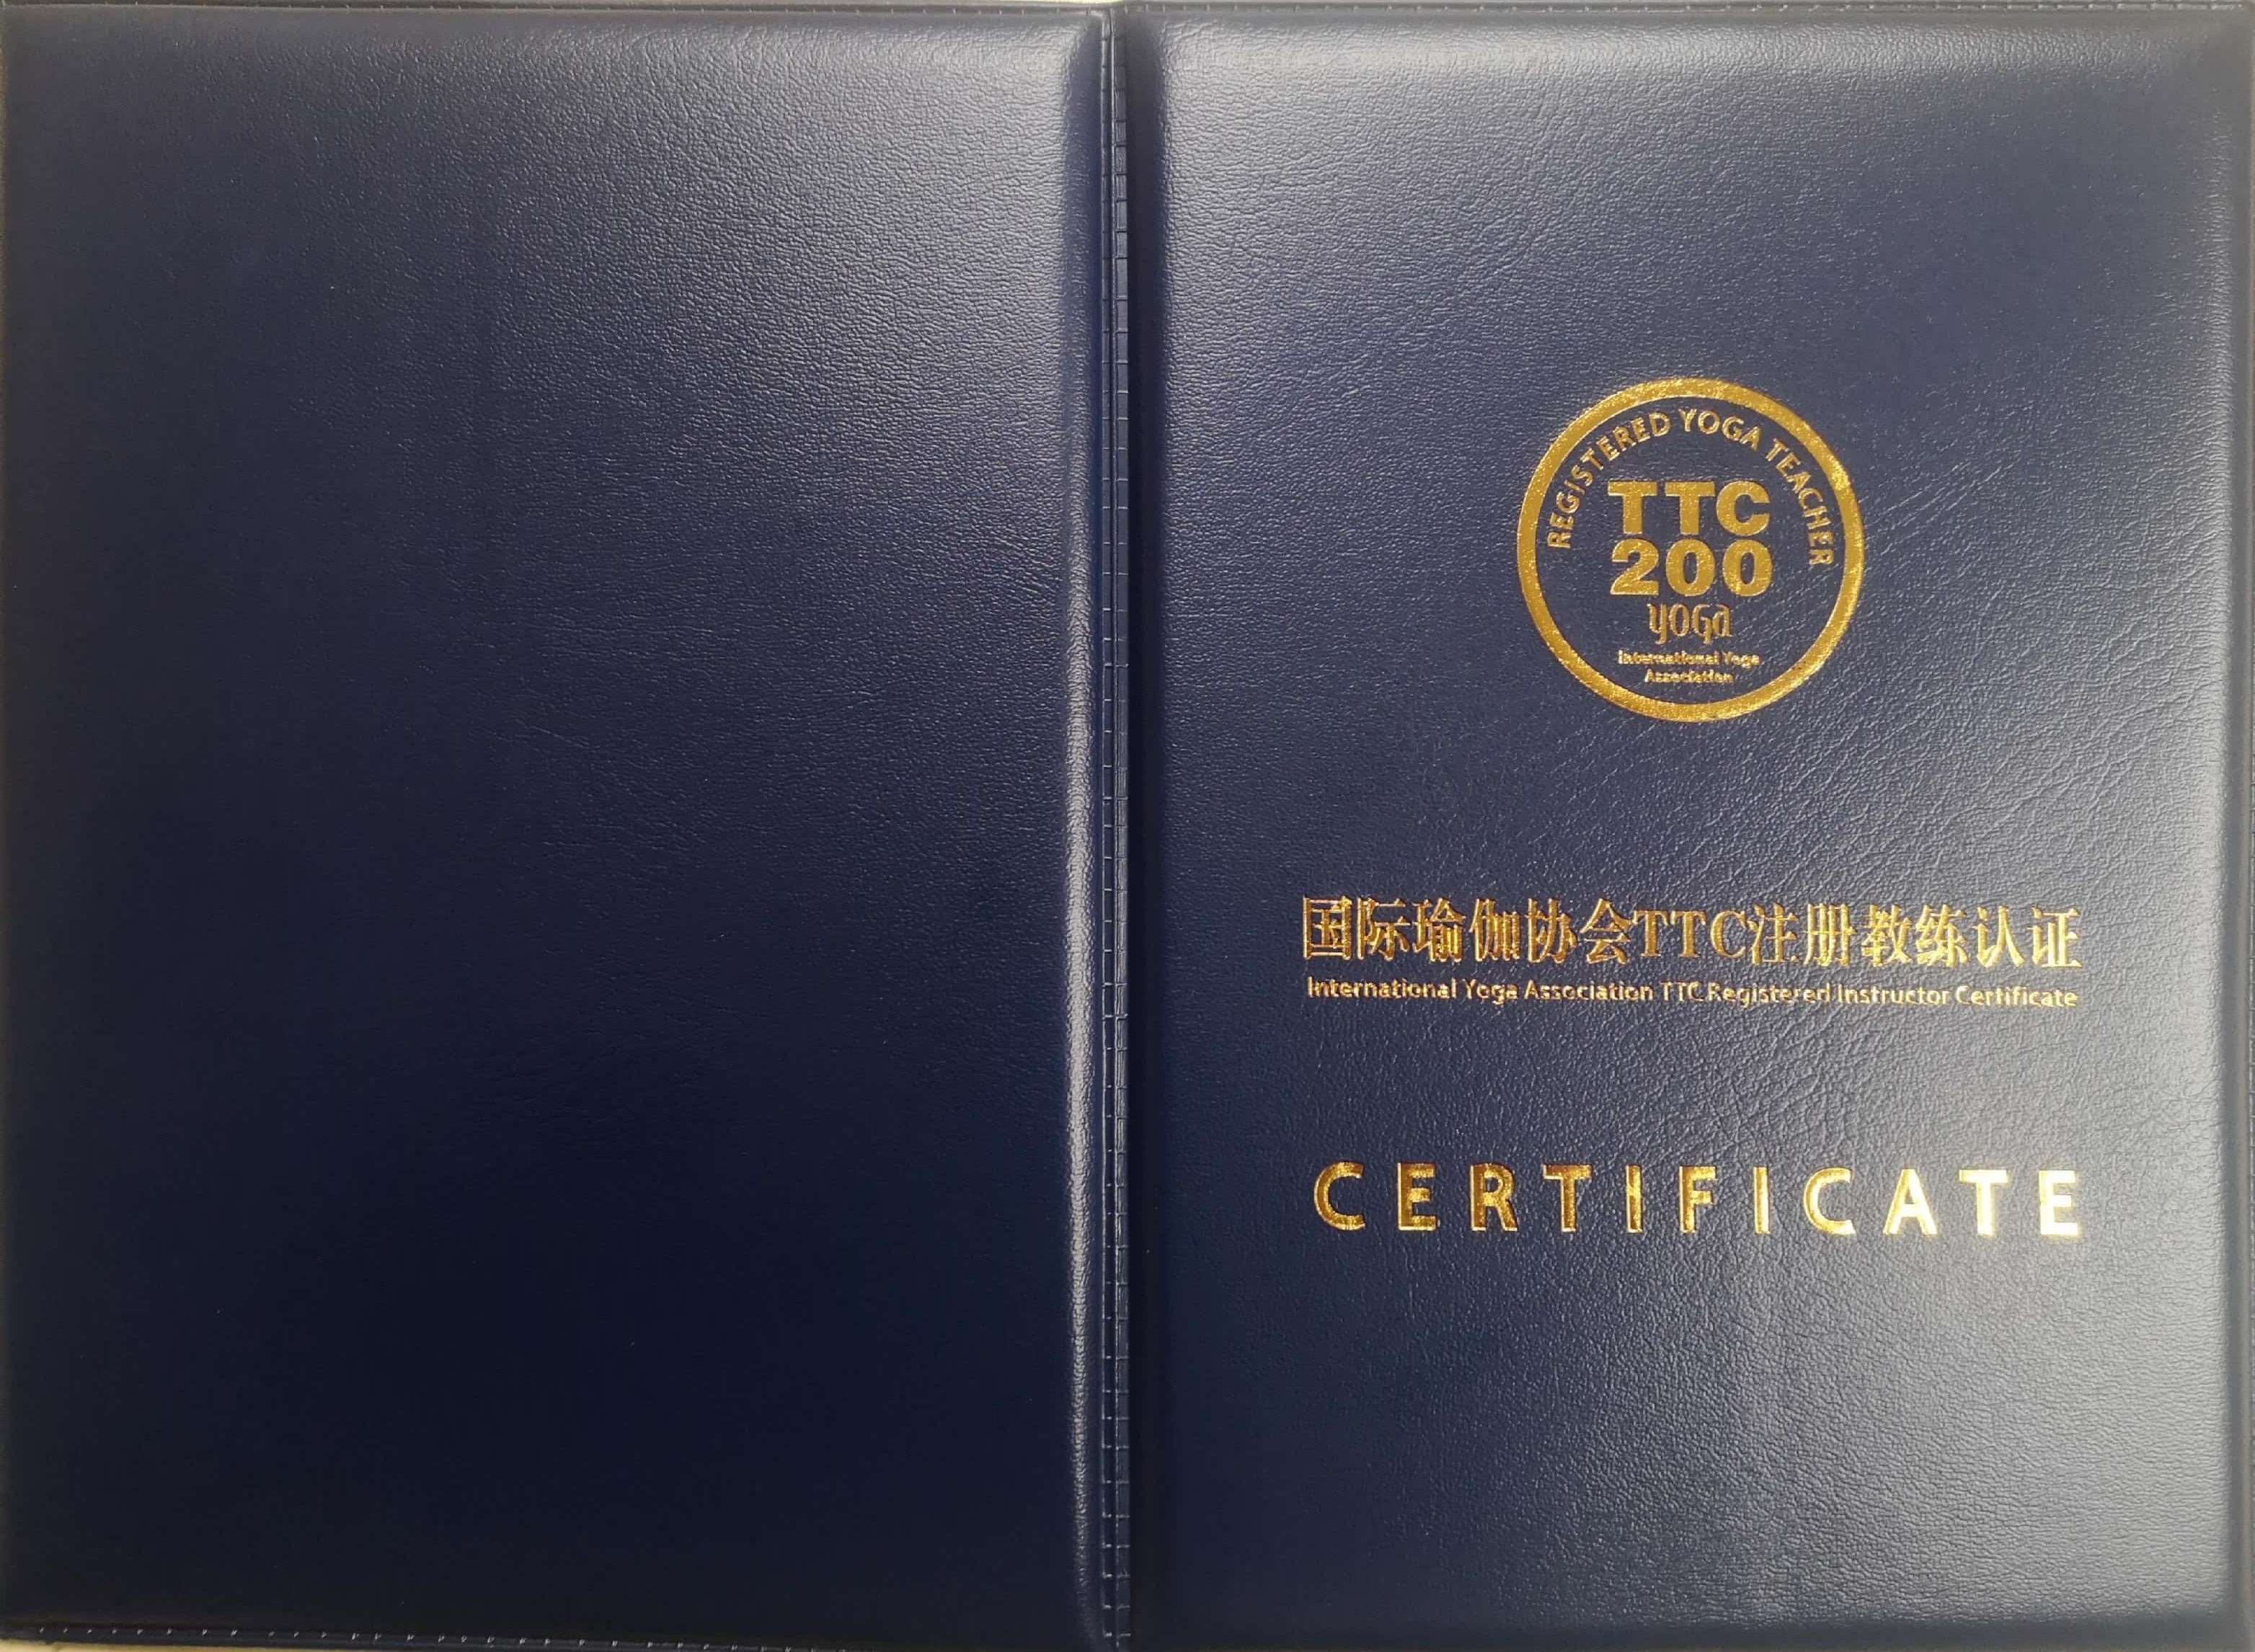 REGISTERED YOGA TEACHER
TTC
200
YOGA
International Yoga
Association
国际瑜伽协会TTC注册教练认证
International Yoga Association TTC Registered Instructor Certificate
CERTIFICATE